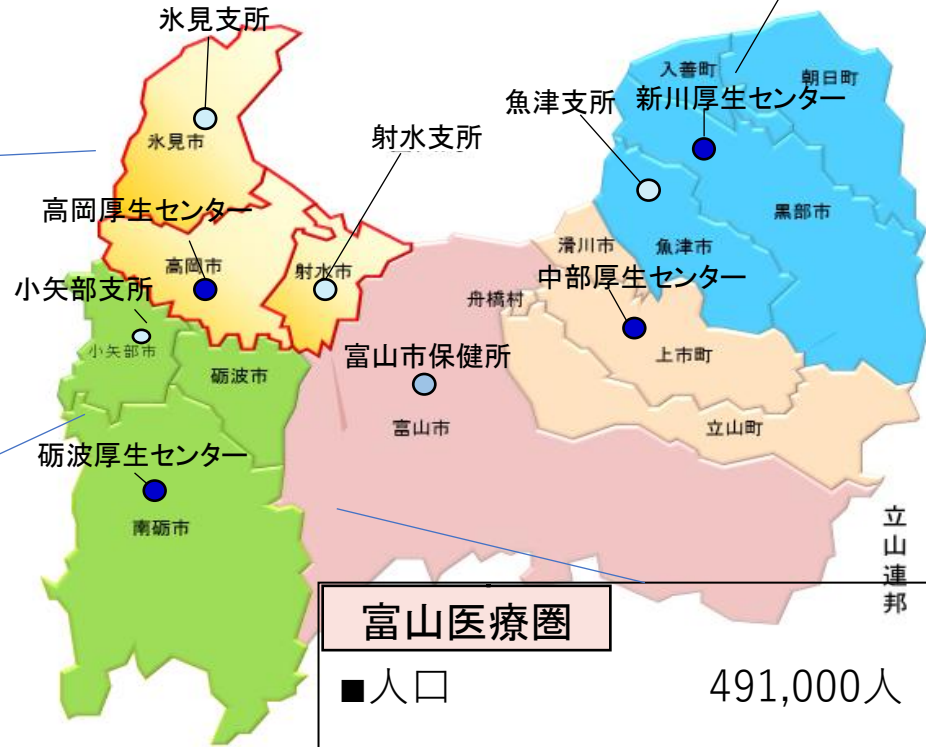 氷見支所
入善町
朝日町
魚津支所
新川厚生センター
氷見市
射水支所
黒部市
高岡厚生センター
滑川市
魚津市
高岡市
射水市
中部厚生センター
小矢部支所
舟橋村
小矢部市
富山市保健所
上市町
砺波市
富山市
立山町
砺波厚生センター
南砺市
立山連邦
富山医療圏
■人口 491,000人